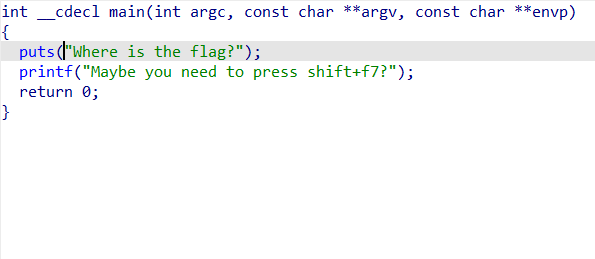 int __cdecl main(int argc, const char **argv, const char **envp)
{
  puts("Where is the flag?");
  printf("Maybe you need to press shift+f7?");
  return 0;
}